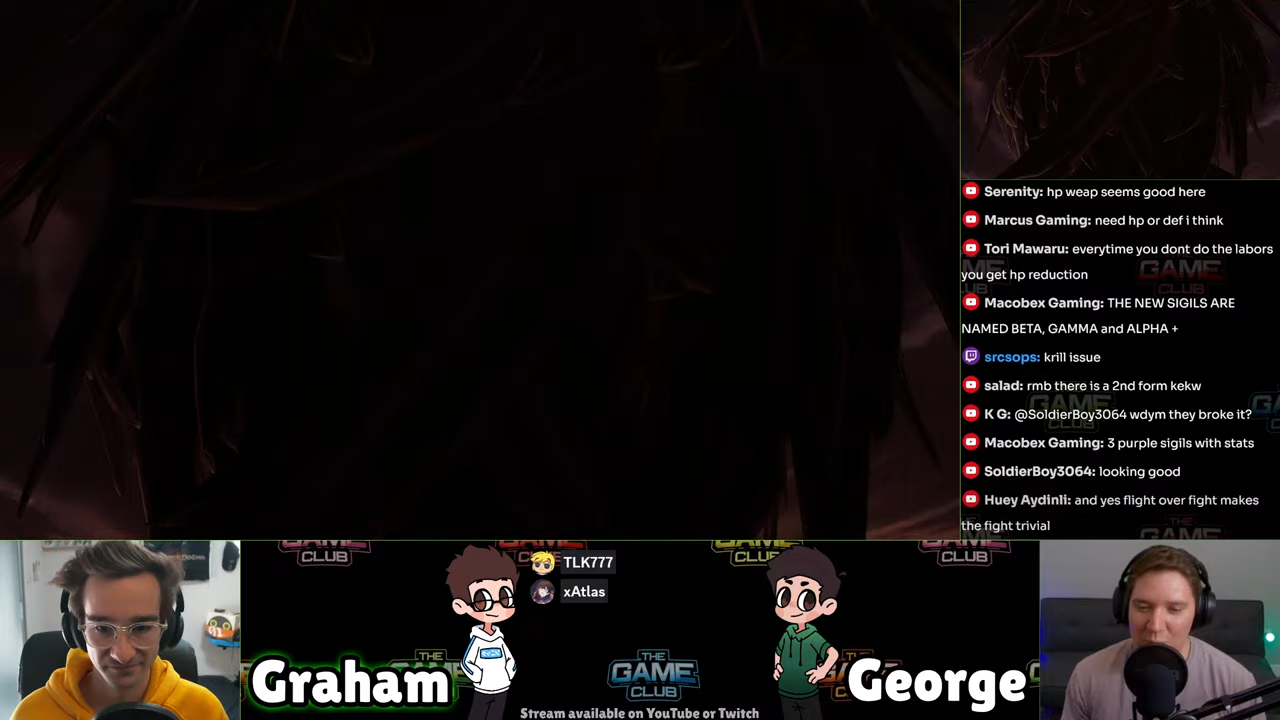 Serenity: hp weap seems good here
Marcus Gaming: need hp or def i think
Tori Mawaru: everytime you dont do the labors
you get hp reduction
Macobex Gaming: THE NEW SIGILS ARE
NAMED BETA, GAMMA and ALPHA +
srcsops: krill issue
salad: rmb there is a 2nd form kekw
K G: @SoldierBoy3064 wdym they broke it?
Macobex Gaming: 3 purple sigils with stats
SoldierBoy3064: looking good
Huey Aydinli: and yes flight over fight makes
the fight trivial
TLK777
xAtlas
THE
GAME
CLUB
Graham
George
Stream available on YouTube or Twitch